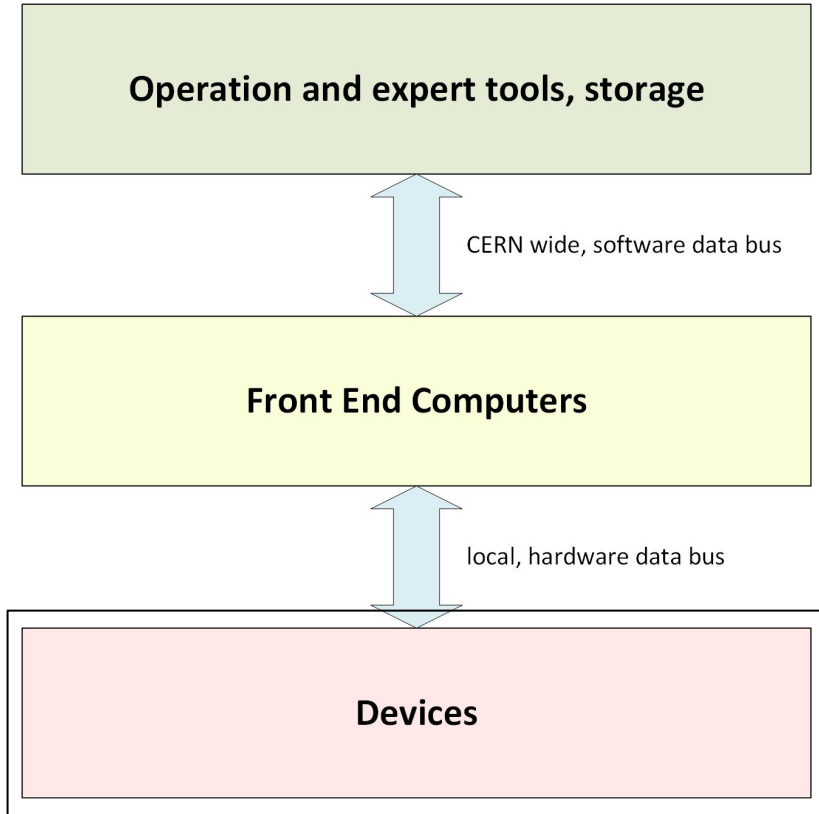 Operation and expert tools, storage
CERN wide, software data bus
Front End Computers
local, hardware data bus
Devices